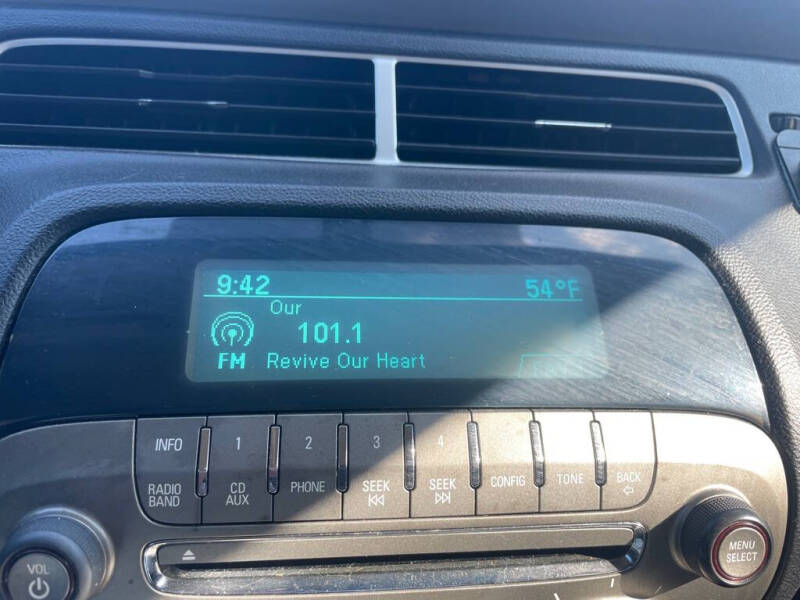 9:42 54°F
Our
101.1
FM Revive Our Heart
INFO 1 2 3 4
RADIO BAND CD AUX PHONE SEEK SEEK CONFIG TONE BACK
VOL
MENU SELECT